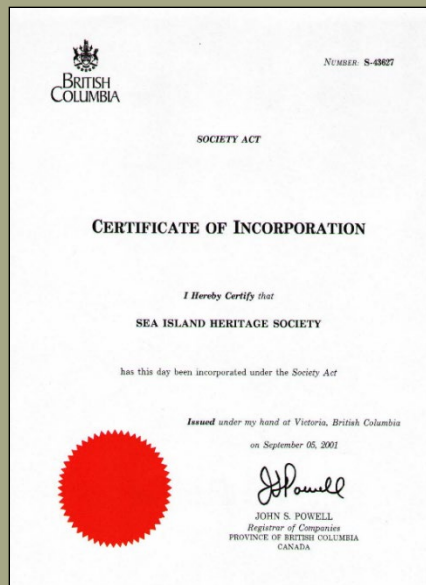 BRITISH
COLUMBIA
NUMBER: S-43627
SOCIETY ACT
CERTIFICATE OF INCORPORATION
I Hereby Certify that
SEA ISLAND HERITAGE SOCIETY
has this day been incorporated under the Society Act
Issued under my hand at Victoria, British Columbia
on September 05, 2001
JSPowell
JOHN S. POWELL
Registrar of Companies
PROVINCE OF BRITISH COLUMBIA
CANADA